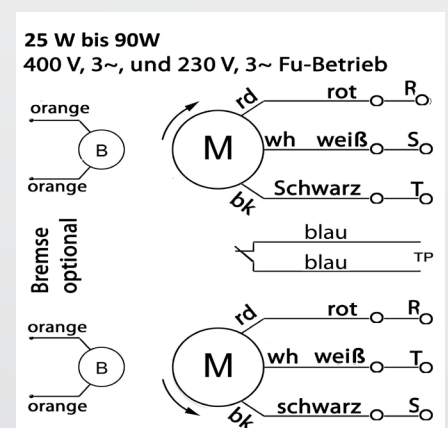 25 W bis 90W
400 V, 3~, und 230 V, 3~ Fu-Betrieb
orange
B
orange
M
rd rot R
wh weiß S
bk Schwarz T
Bremse
optional
blau
blau
TP
orange
B
orange
M
rd rot R
wh weiß T
bk schwarz S